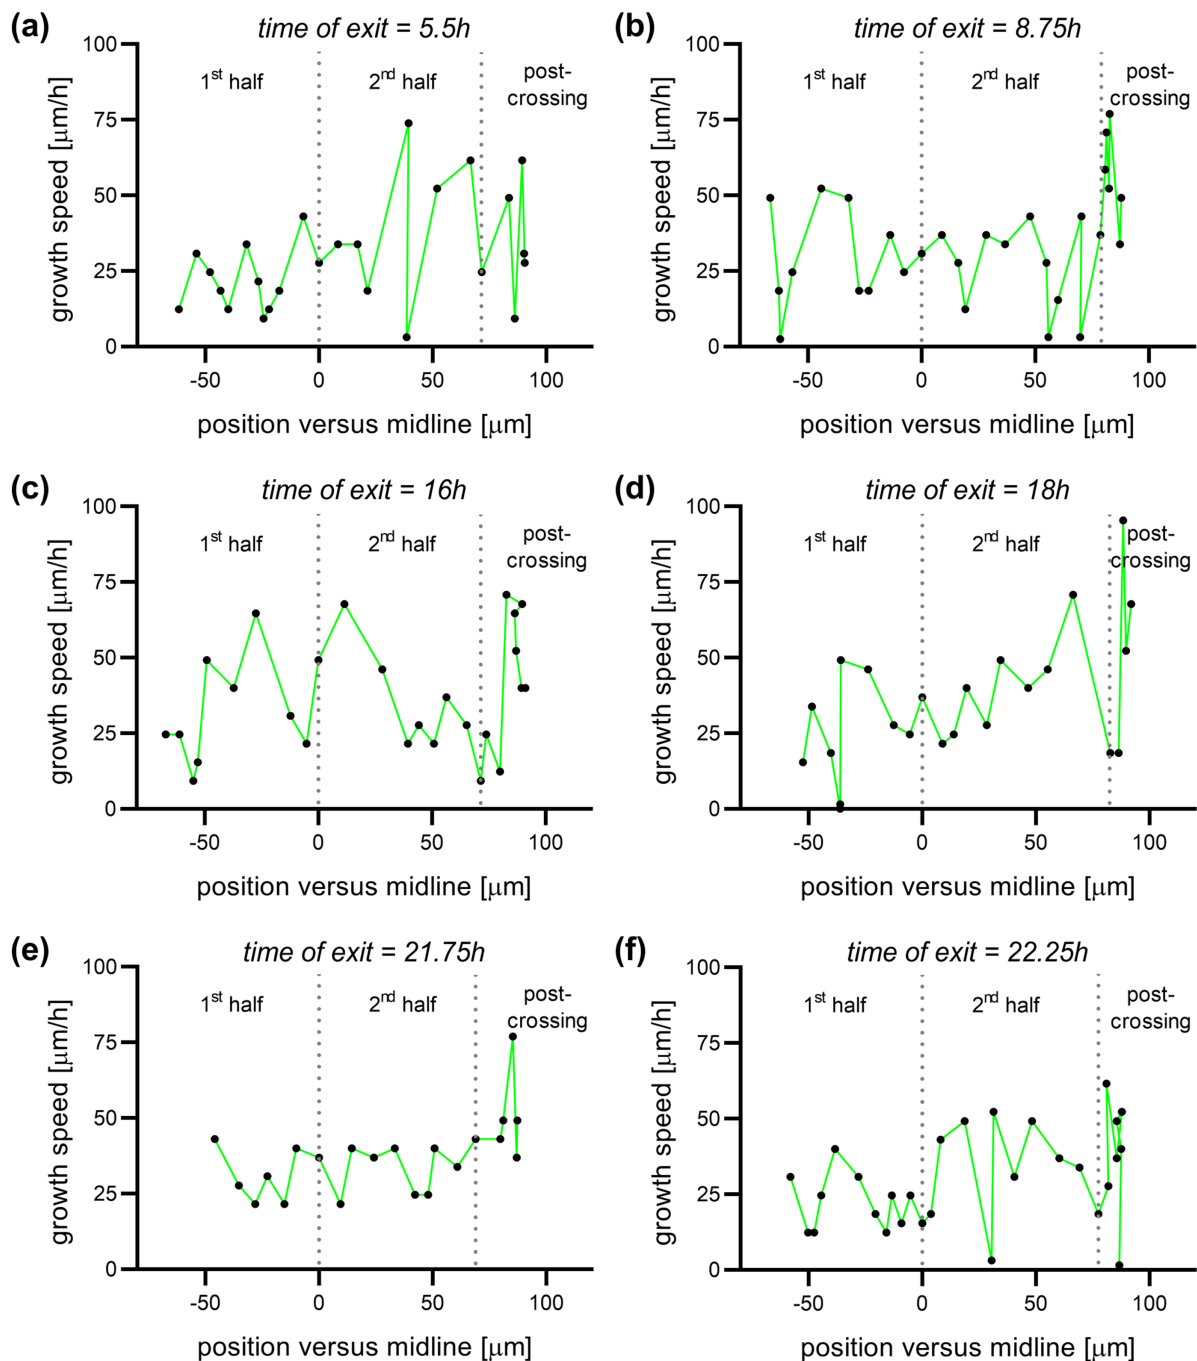 (a)
time of exit = 5.5h
100
75
50
25
0
growth speed [μm/h]
1st half
2nd half
post-
crossing
-50 0 50 100
position versus midline [μm]
(b)
time of exit = 8.75h
100
75
50
25
0
growth speed [μm/h]
1st half
2nd half
post-
crossing
-50 0 50 100
position versus midline [μm]
(c)
time of exit = 16h
100
75
50
25
0
growth speed [μm/h]
1st half
2nd half
post-
crossing
-50 0 50 100
position versus midline [μm]
(d)
time of exit = 18h
100
75
50
25
0
growth speed [μm/h]
1st half
2nd half
post-
crossing
-50 0 50 100
position versus midline [μm]
(e)
time of exit = 21.75h
100
75
50
25
0
growth speed [μm/h]
1st half
2nd half
post-
crossing
-50 0 50 100
position versus midline [μm]
(f)
time of exit = 22.25h
100
75
50
25
0
growth speed [μm/h]
1st half
2nd half
post-
crossing
-50 0 50 100
position versus midline [μm]